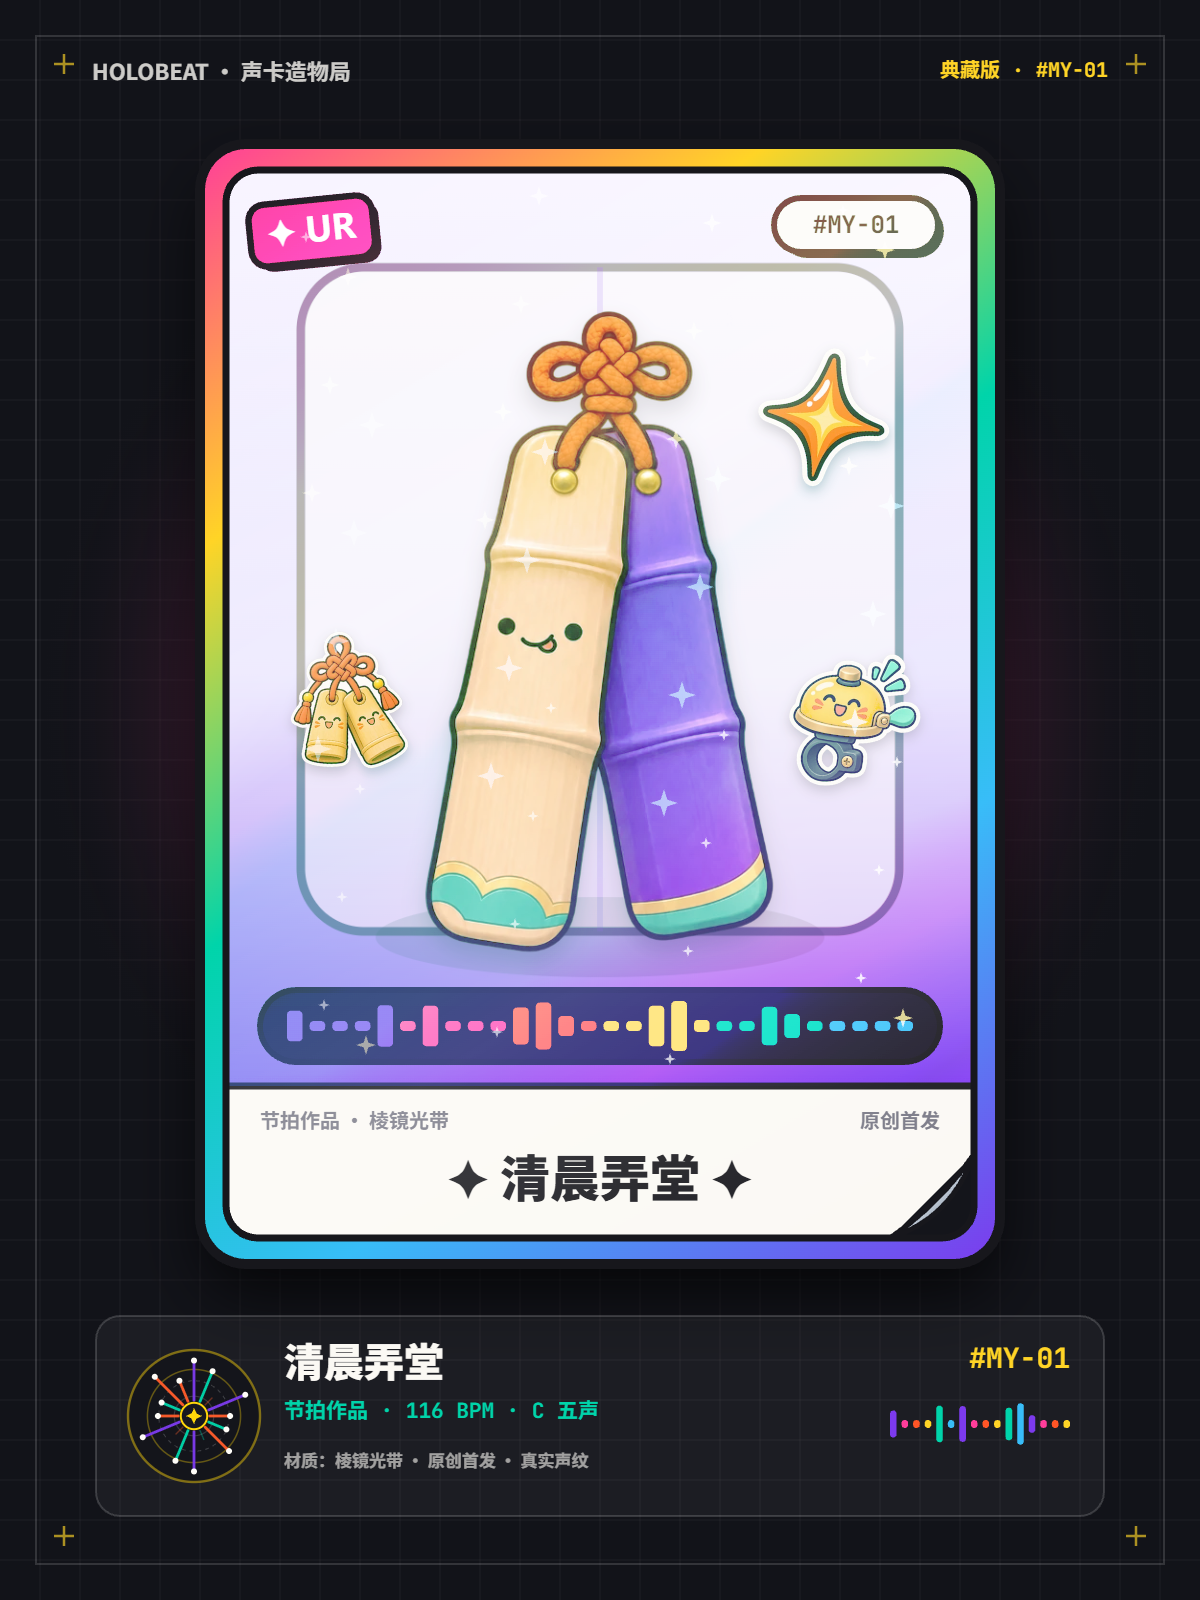 HOLOBEAT • 声卡造物局
典藏版 · #MY-01
UR
#MY-01
节拍作品 • 棱镜光带
原创首发
✦ 清晨弄堂 ✦
清晨弄堂
#MY-01
节拍作品 · 116 BPM · C 五声
材质：棱镜光带 • 原创首发 • 真实声纹